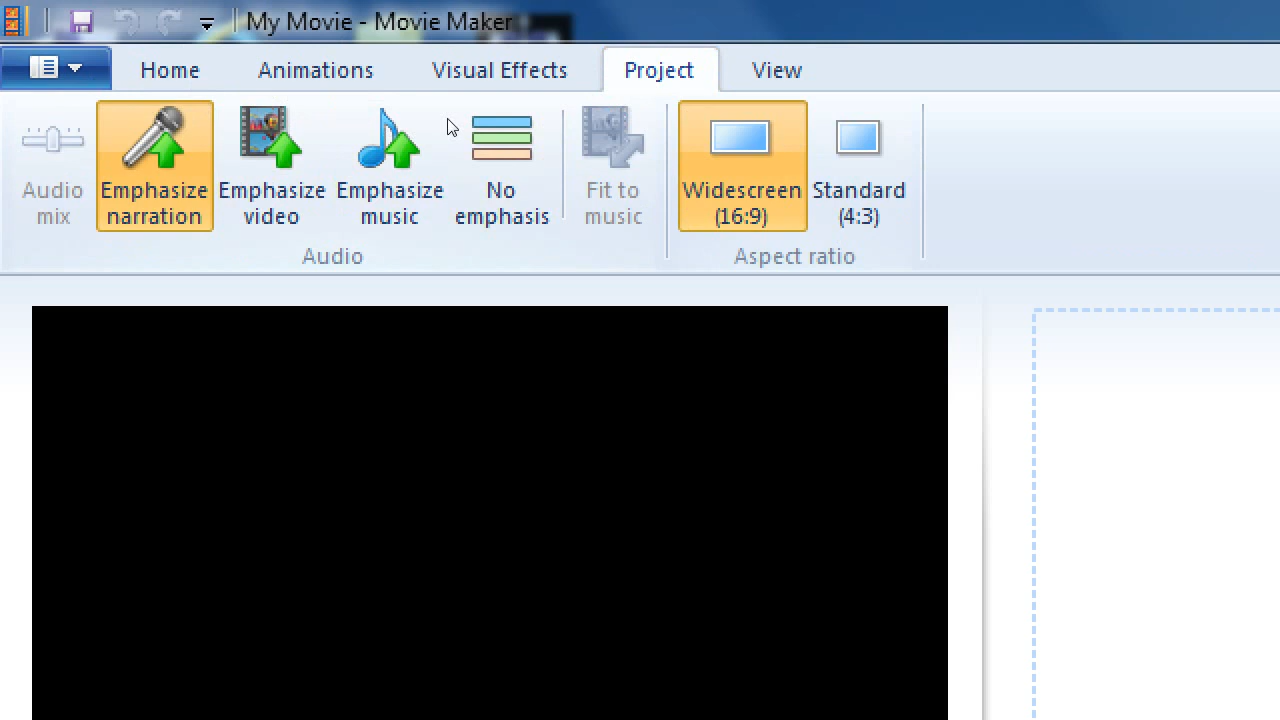 My Movie - Movie Maker
Home Animations Visual Effects Project View
Audio mix
Emphasize narration
Emphasize video
Emphasize music
No emphasis
Fit to music
Widescreen (16:9)
Standard (4:3)
Audio
Aspect ratio